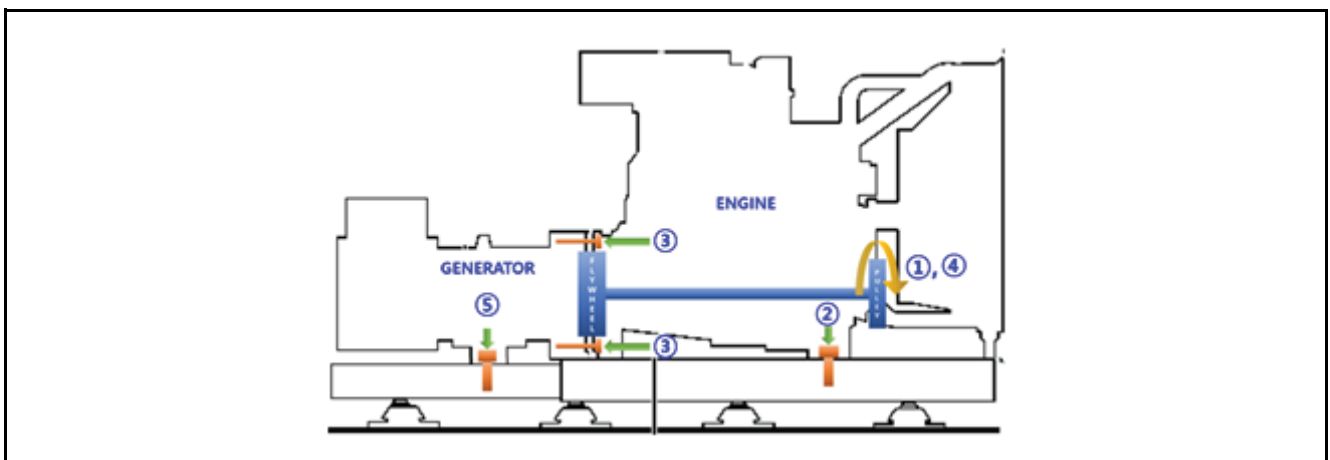 ENGINE
③
GENERATOR
FLYWHEEL
PULLEY
①, ④
⑤
②
③